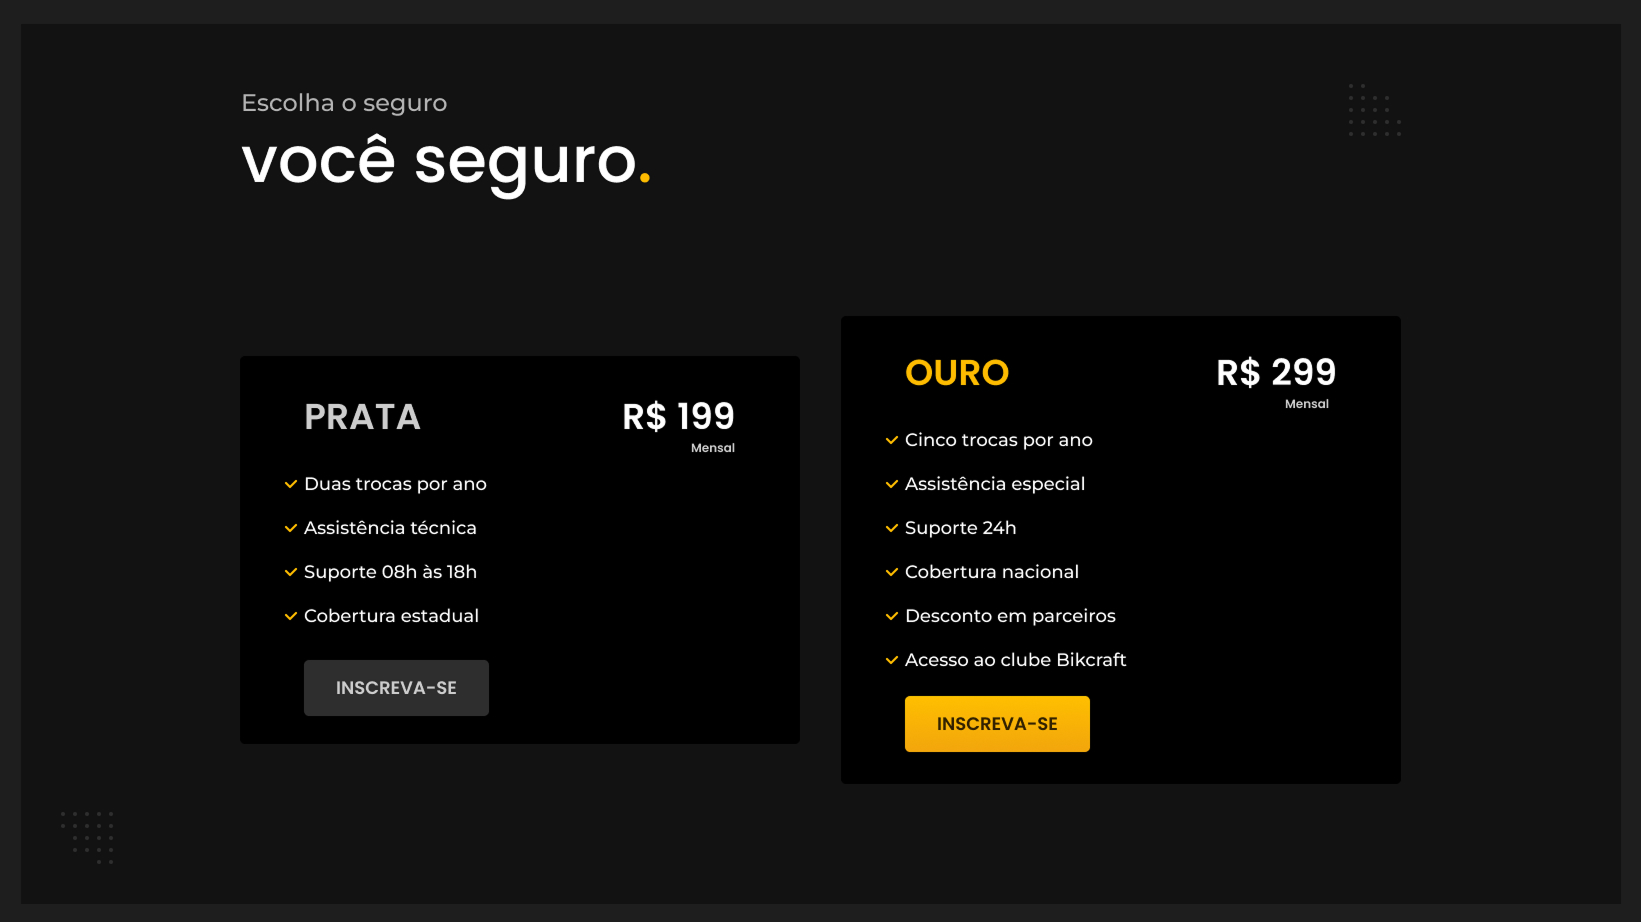 Escolha o seguro
você seguro.
PRATA
R$ 199
Mensal
Duas trocas por ano
Assistência técnica
Suporte 08h às 18h
Cobertura estadual
INSCREVA-SE
OURO
R$ 299
Mensal
Cinco trocas por ano
Assistência especial
Suporte 24h
Cobertura nacional
Desconto em parceiros
Acesso ao clube Bikcraft
INSCREVA-SE